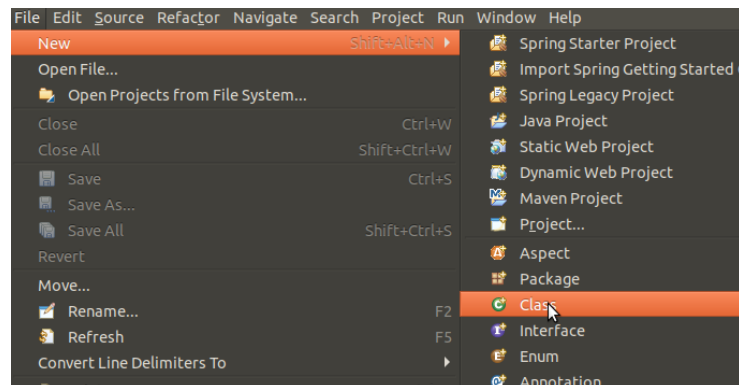 File Edit Source Refactor Navigate Search Project Run Window Help
New Shift+Alt+N
Open File...
Open Projects from File System...
Close Ctrl+W
Close All Shift+Ctrl+W
Save Ctrl+S
Save As...
Save All Shift+Ctrl+S
Revert
Move...
Rename... F2
Refresh F5
Convert Line Delimiters To
Spring Starter Project
Import Spring Getting Started
Spring Legacy Project
Java Project
Static Web Project
Dynamic Web Project
Maven Project
Project...
Aspect
Package
Class
Interface
Enum
Annotation